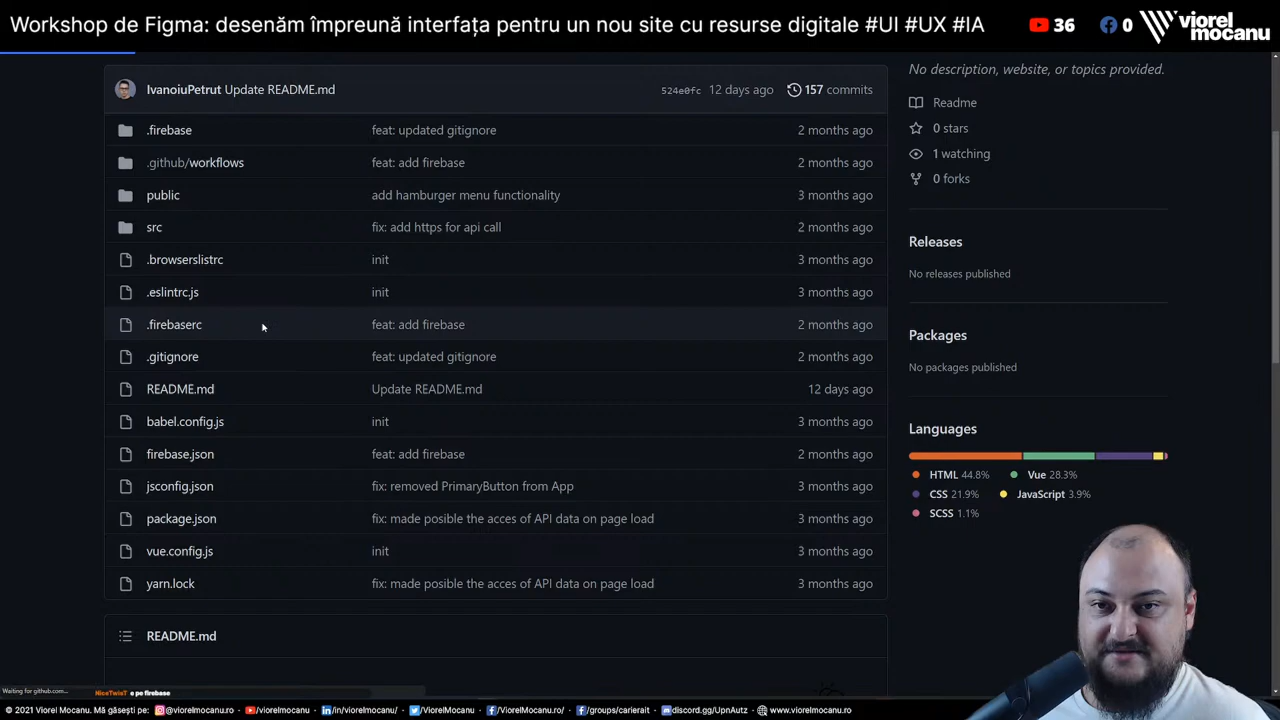 Workshop de Figma: desenăm împreună interfața pentru un nou site cu resurse digitale #UI #UX #IA
36
0
viorel mocanu
IvanoiuPetrut Update README.md 524e0fc 12 days ago 157 commits
.firebase feat: updated gitignore 2 months ago
.github/workflows feat: add firebase 2 months ago
public add hamburger menu functionality 3 months ago
src fix: add https for api call 2 months ago
.browserslistrc init 3 months ago
.eslintrc.js init 3 months ago
.firebaserc feat: add firebase 2 months ago
.gitignore feat: updated gitignore 2 months ago
README.md Update README.md 12 days ago
babel.config.js init 3 months ago
firebase.json feat: add firebase 2 months ago
jsconfig.json fix: removed PrimaryButton from App 3 months ago
package.json fix: made posible the acces of API data on page load 3 months ago
vue.config.js init 3 months ago
yarn.lock fix: made posible the acces of API data on page load 3 months ago
README.md
No description, website, or topics provided.
Readme
0 stars
1 watching
0 forks
Releases
No releases published
Packages
No packages published
Languages
HTML 44.8% Vue 28.3%
CSS 21.9% JavaScript 3.9%
SCSS 1.1%
Waiting for github.com...
NiceTwisT e pe firebase
© 2021 Viorel Mocanu. Mă găsești pe: @viorelmocanu /viorelmocanu /in/viorelmocanu /ViorelMocanu /ViorelMocanu.ro/ /groups/carierait discord.gg/UpnAutz www.viorelmocanu.ro